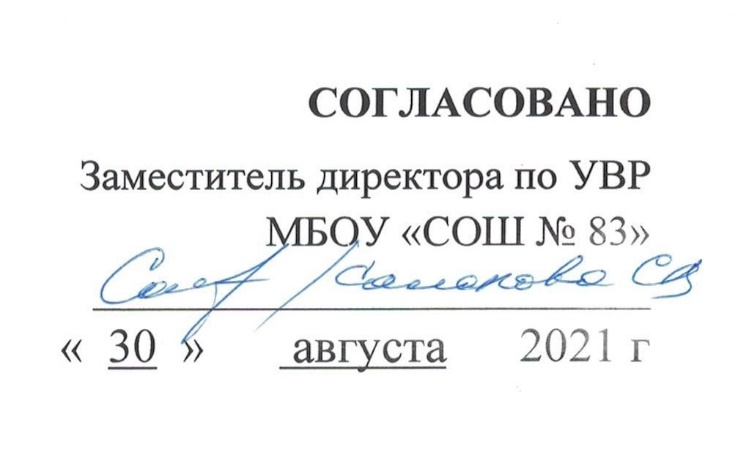 СОГЛАСОВАНО
Заместитель директора по УВР
МБОУ «СОШ № 83»
« 30 » августа 2021 г